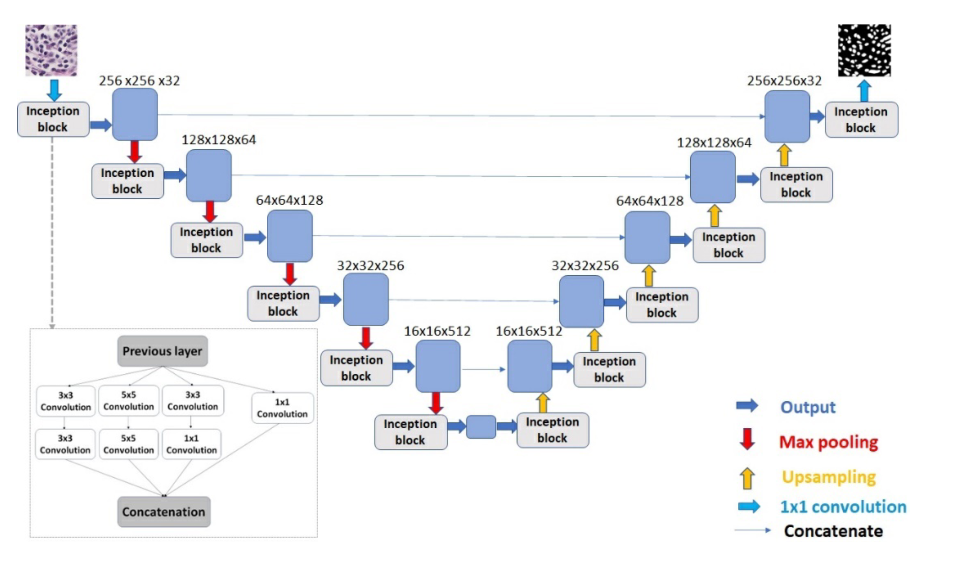 256 x256 x32
256x256x32
Inception
block
Inception
block
128x128x64
128x128x64
Inception
block
Inception
block
64x64x128
64x64x128
Inception
block
Inception
block
32x32x256
32x32x256
Inception
block
Inception
block
16x16x512
16x16x512
Inception
block
Inception
block
Inception
block
Inception
block
Previous layer
3x3
Convolution
5x5
Convolution
3x3
Convolution
1x1
Convolution
3x3
Convolution
5x5
Convolution
1x1
Convolution
Concatenation
Output
Max pooling
Upsampling
1x1 convolution
Concatenate